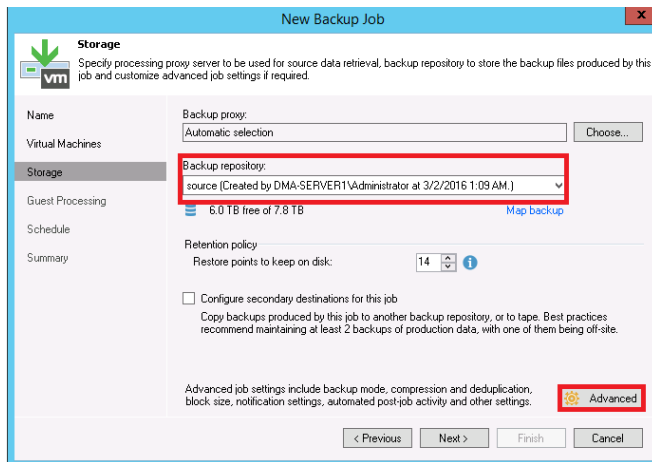 New Backup Job
x
Storage
Specify processing proxy server to be used for source data retrieval, backup repository to store the backup files produced by this
job and customize advanced job settings if required.
vm
Name
Virtual Machines
Storage
Guest Processing
Schedule
Summary
Backup proxy:
Automatic selection
Choose...
Backup repository:
source (Created by DMA-SERVER1\Administrator at 3/2/2016 1:09 AM.)
6.0 TB free of 7.8 TB
Map backup
Retention policy
Restore points to keep on disk:
14
Configure secondary destinations for this job
Copy backups produced by this job to another backup repository, or to tape. Best practices
recommend maintaining at least 2 backups of production data, with one of them being off-site.
Advanced job settings include backup mode, compression and deduplication,
block size, notification settings, automated post-job activity and other settings.
Advanced
< Previous
Next >
Finish
Cancel